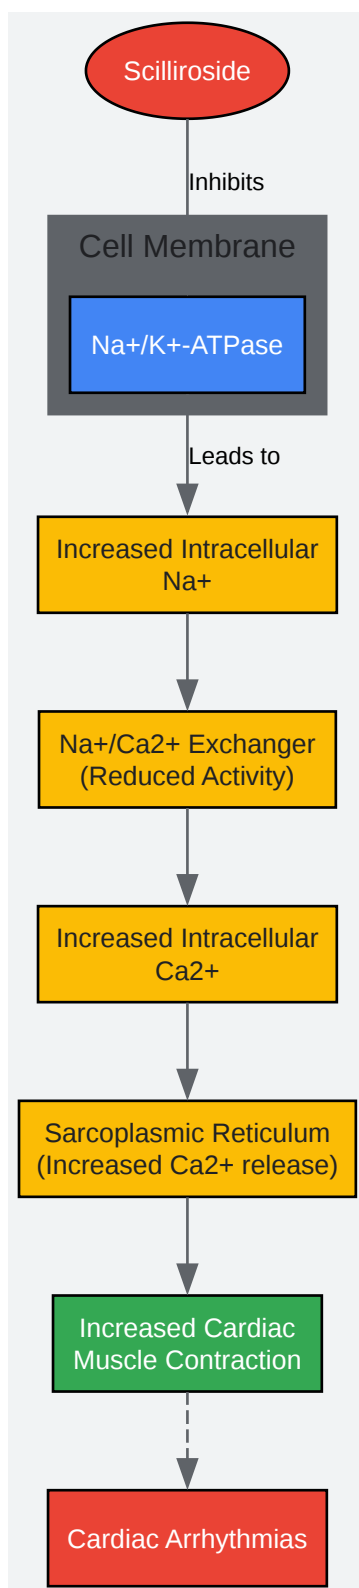 Scilliroside
Inhibits
Cell Membrane
Na+/K+-ATPase
Leads to
Increased Intracellular
Na+
Na+/Ca2+ Exchanger
(Reduced Activity)
Increased Intracellular
Ca2+
Sarcoplasmic Reticulum
(Increased Ca2+ release)
Increased Cardiac
Muscle Contraction
Cardiac Arrhythmias